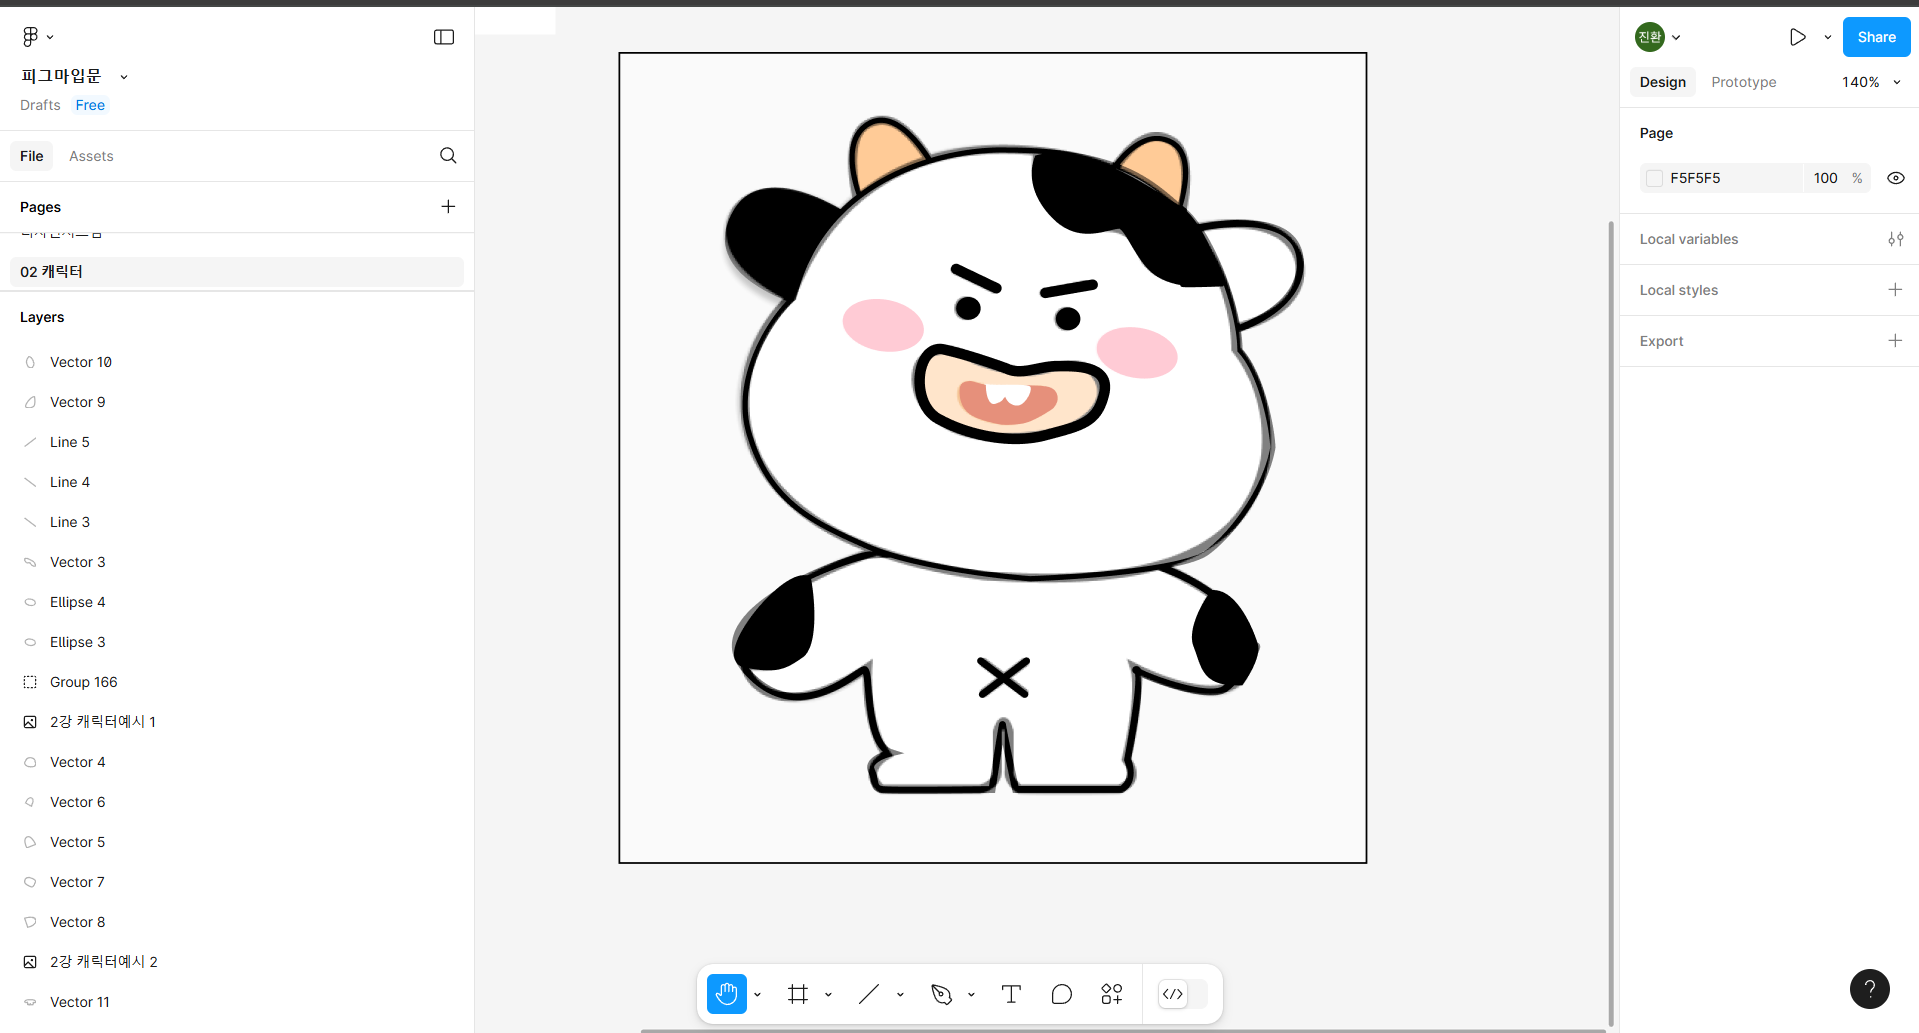 피그마입문
Drafts Free
File Assets
Pages
02 캐릭터
Layers
Vector 10
Vector 9
Line 5
Line 4
Line 3
Vector 3
Ellipse 4
Ellipse 3
Group 166
2강 캐릭터예시 1
Vector 4
Vector 6
Vector 5
Vector 7
Vector 8
2강 캐릭터예시 2
Vector 11
진환
Share
Design Prototype 140%
Page
F5F5F5 100 %
Local variables
Local styles
Export
?